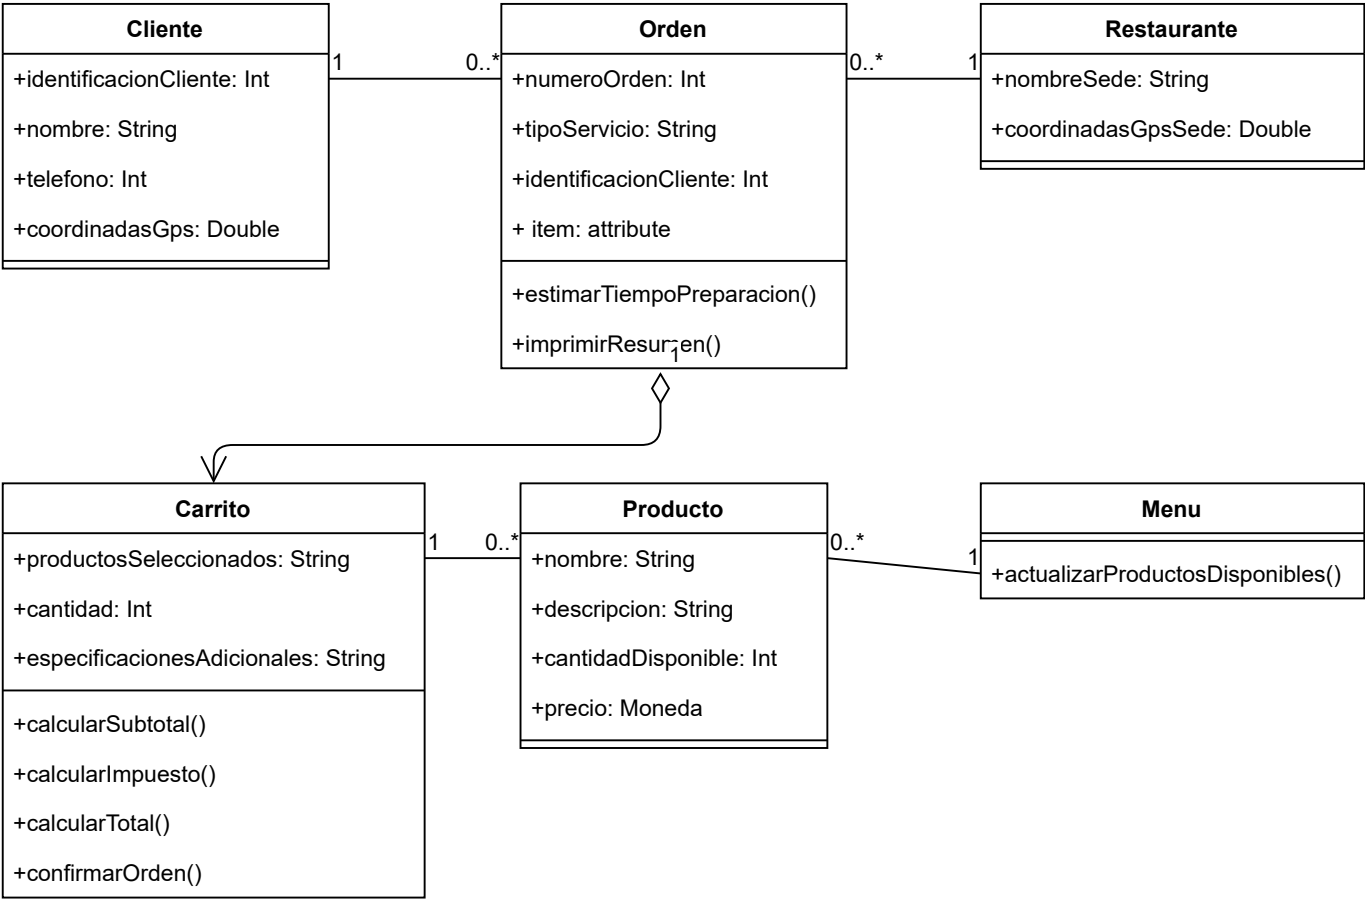 Cliente
+identificacionCliente: Int
+nombre: String
+telefono: Int
+coordinadasGps: Double
1
0..*
Orden
+numeroOrden: Int
+tipoServicio: String
+identificacionCliente: Int
+ item: attribute
+estimarTiempoPreparacion()
+imprimirResumen()
1
0..*
1
Restaurante
+nombreSede: String
+coordinadasGpsSede: Double
Carrito
+productosSeleccionados: String
+cantidad: Int
+especificacionesAdicionales: String
+calcularSubtotal()
+calcularImpuesto()
+calcularTotal()
+confirmarOrden()
1
0..*
Producto
+nombre: String
+descripcion: String
+cantidadDisponible: Int
+precio: Moneda
0..*
1
Menu
+actualizarProductosDisponibles()